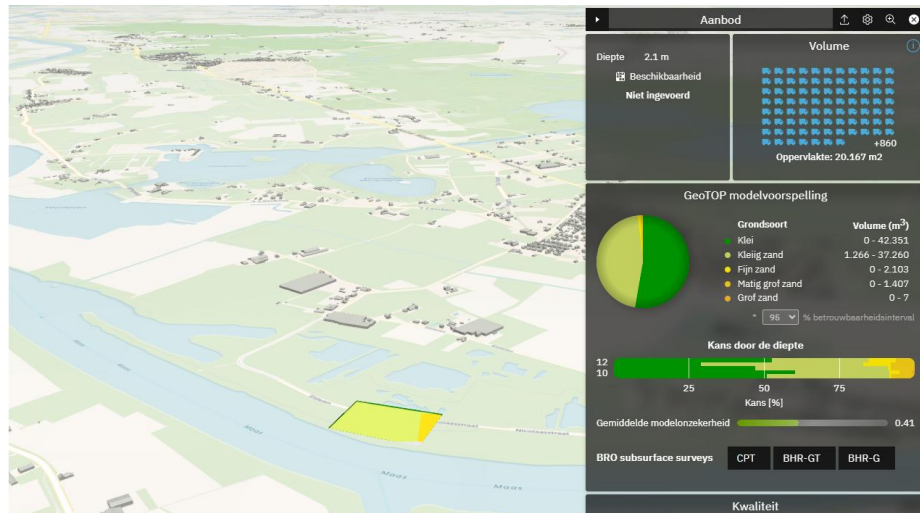 Aanbod
Diepte 2.1 m
Beschikbaarheid
Niet ingevoerd
Volume
+860
Oppervlakte: 20.167 m2
GeoTOP modelvoorspelling
Grondsoort Volume (m³)
Klei 0 - 42.351
Kleiig zand 1.266 - 37.260
Fijn zand 0 - 2.103
Matig grof zand 0 - 1.407
Grof zand 0 - 7
* 95 % betrouwbaarheidsinterval
Kans door de diepte
12
10
25 50 75
Kans [%]
Gemiddelde modelonzekerheid 0.41
BRO subsurface surveys CPT BHR-GT BHR-G
Kwaliteit
Maas
Maas
Maas